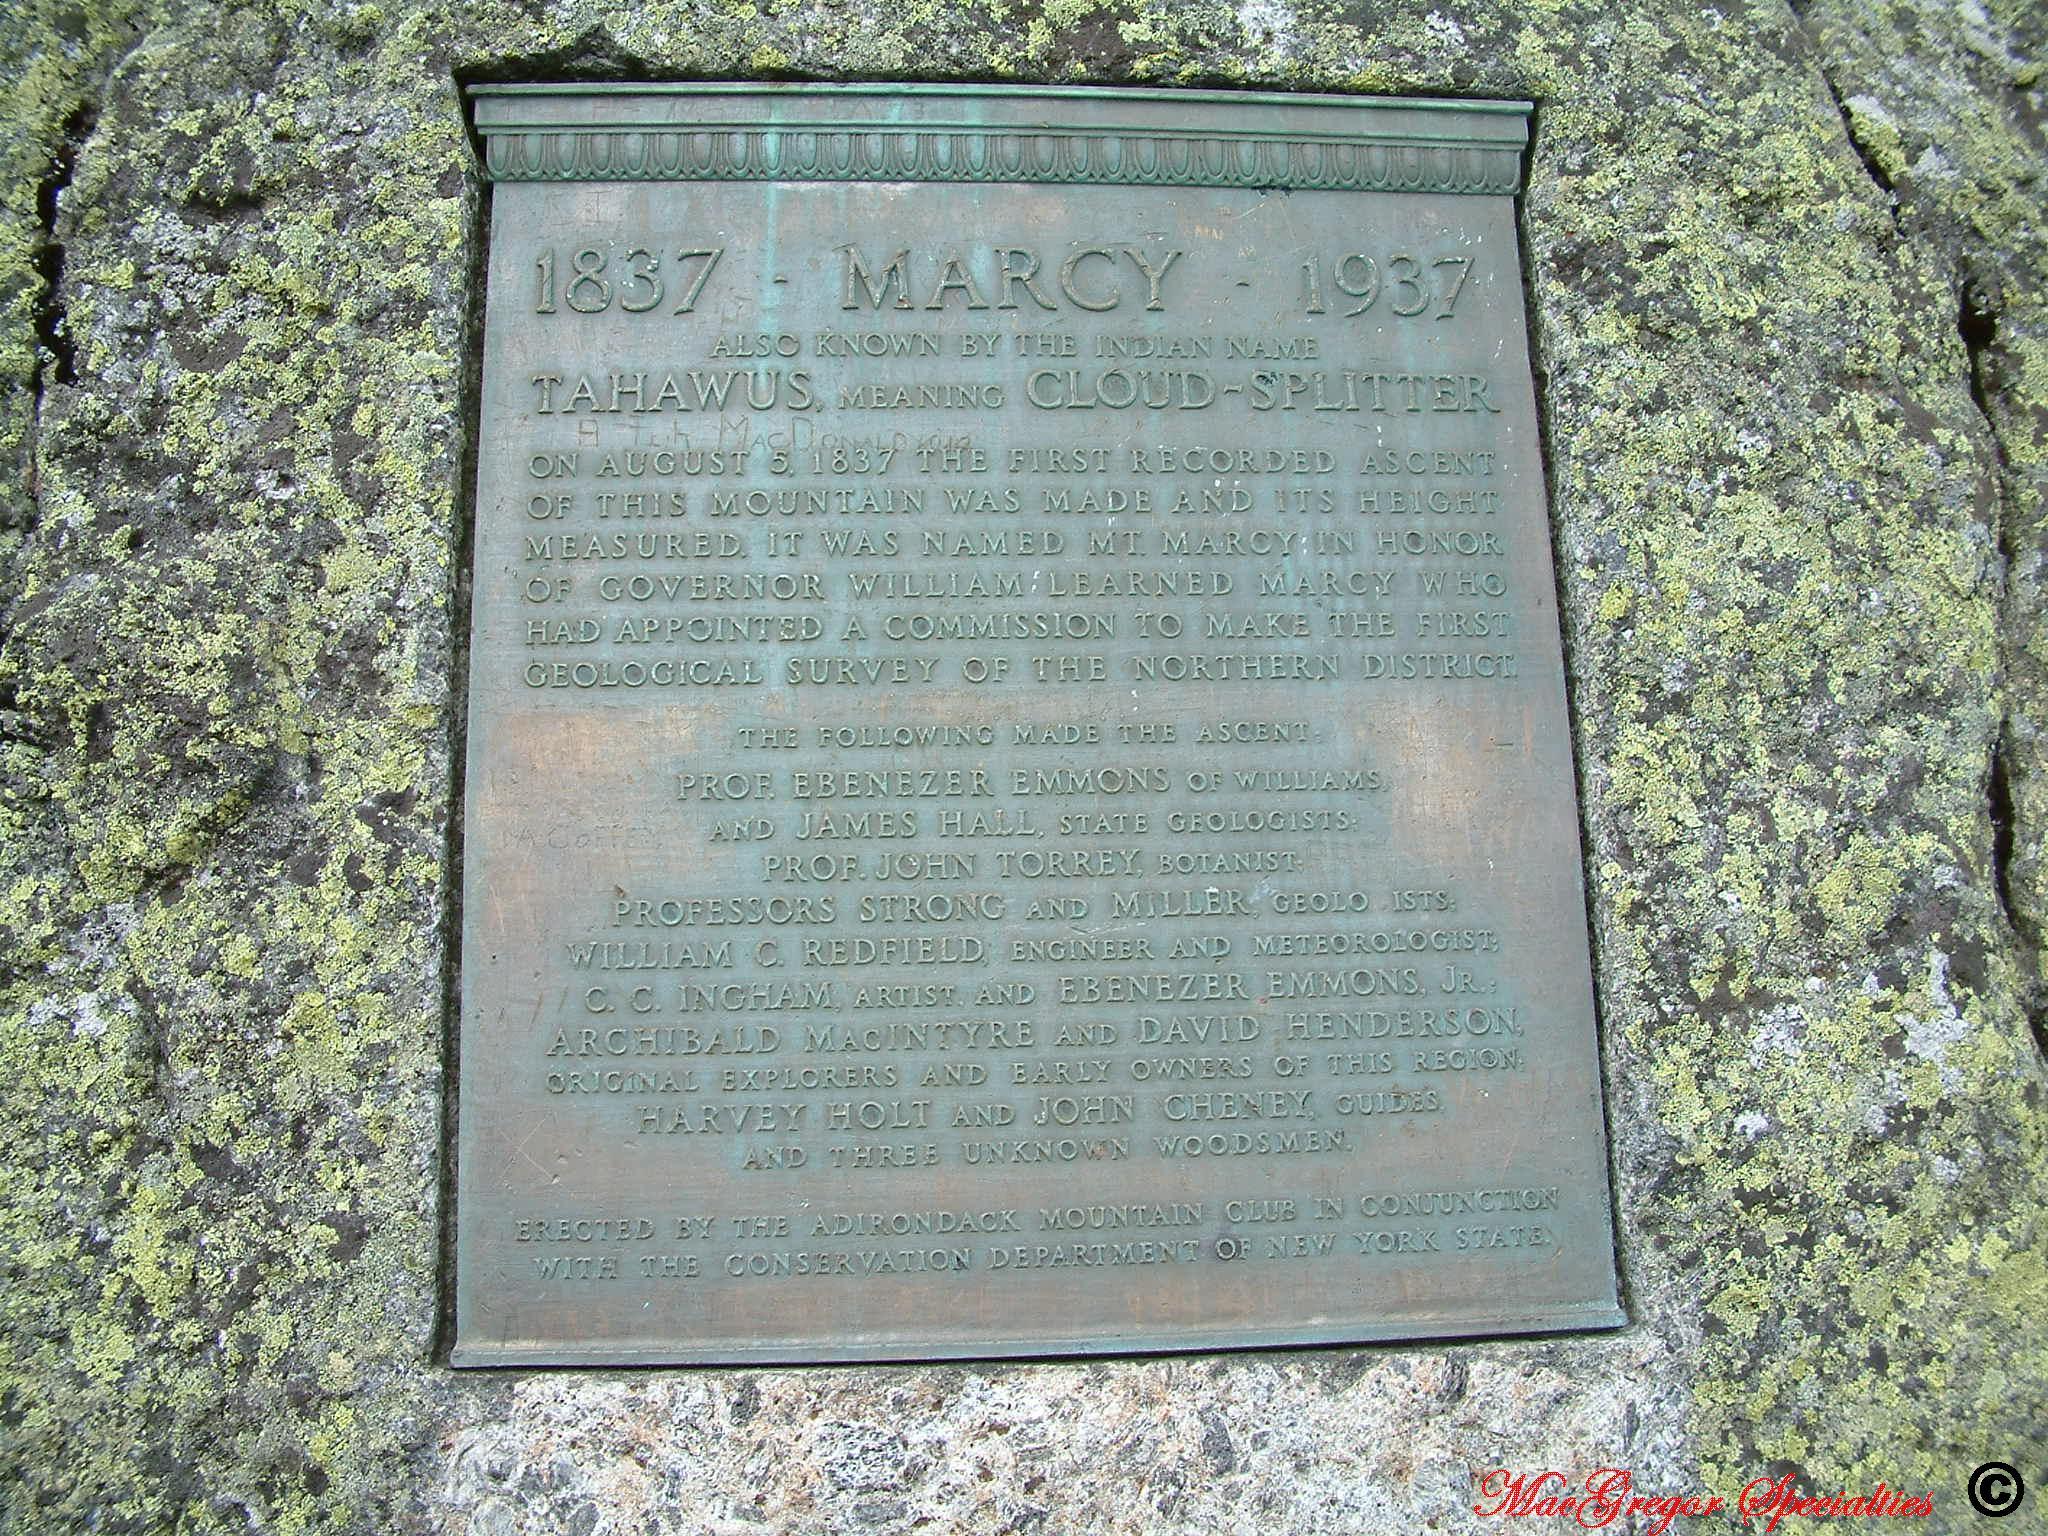 1837 - MARCY - 1937
ALSO KNOWN BY THE INDIAN NAME
TAHAWUS, MEANING CLOUD-SPLITTER
MACDONALD
ON AUGUST 5, 1837 THE FIRST RECORDED ASCENT
OF THIS MOUNTAIN WAS MADE AND ITS HEIGHT
MEASURED. IT WAS NAMED MT. MARCY IN HONOR
OF GOVERNOR WILLIAM LEARNED MARCY WHO
HAD APPOINTED A COMMISSION TO MAKE THE FIRST
GEOLOGICAL SURVEY OF THE NORTHERN DISTRICT.
THE FOLLOWING MADE THE ASCENT:
PROF. EBENEZER EMMONS OF WILLIAMS,
AND JAMES HALL, STATE GEOLOGISTS;
PROF. JOHN TORREY, BOTANIST;
PROFESSORS STRONG AND MILLER, GEOLO ISTS;
WILLIAM C. REDFIELD, ENGINEER AND METEOROLOGIST;
C. C. INGHAM, ARTIST, AND EBENEZER EMMONS, JR.;
ARCHIBALD MACINTYRE AND DAVID HENDERSON,
ORIGINAL EXPLORERS AND EARLY OWNERS OF THIS REGION;
HARVEY HOLT AND JOHN CHENEY, GUIDES,
AND THREE UNKNOWN WOODSMEN.
ERECTED BY THE ADIRONDACK MOUNTAIN CLUB IN CONJUNCTION
WITH THE CONSERVATION DEPARTMENT OF NEW YORK STATE.
MacGregor Specialties ©